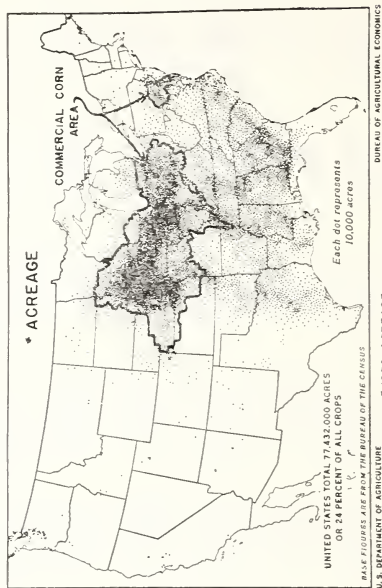 * ACREAGE
COMMERCIAL CORN
AREA
Each dot represents
10,000 acres
UNITED STATES TOTAL 77,432,000 ACRES
OR 24 PERCENT OF ALL CROPS
* BASE FIGURES ARE FROM THE BUREAU OF THE CENSUS
U.S. DEPARTMENT OF AGRICULTURE
BUREAU OF AGRICULTURAL ECONOMICS